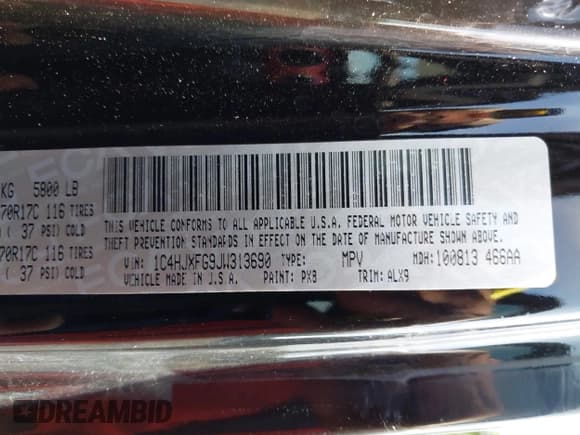 KG 5800 LB
70R17C 116 TIRES
( 37 PSI) COLD
70R17C 116 TIRES
( 37 PSI) COLD
THIS VEHICLE CONFORMS TO ALL APPLICABLE U.S.A. FEDERAL MOTOR VEHICLE SAFETY AND
THEFT PREVENTION STANDARDS IN EFFECT ON THE DATE OF MANUFACTURE SHOWN ABOVE.
VIN: 1C4HJXFG9JW313690 TYPE: MPV MDH: 100813 466AA
VEHICLE MADE IN U.S.A. PAINT: PX8 TRIM: ALX9
DREAMBID